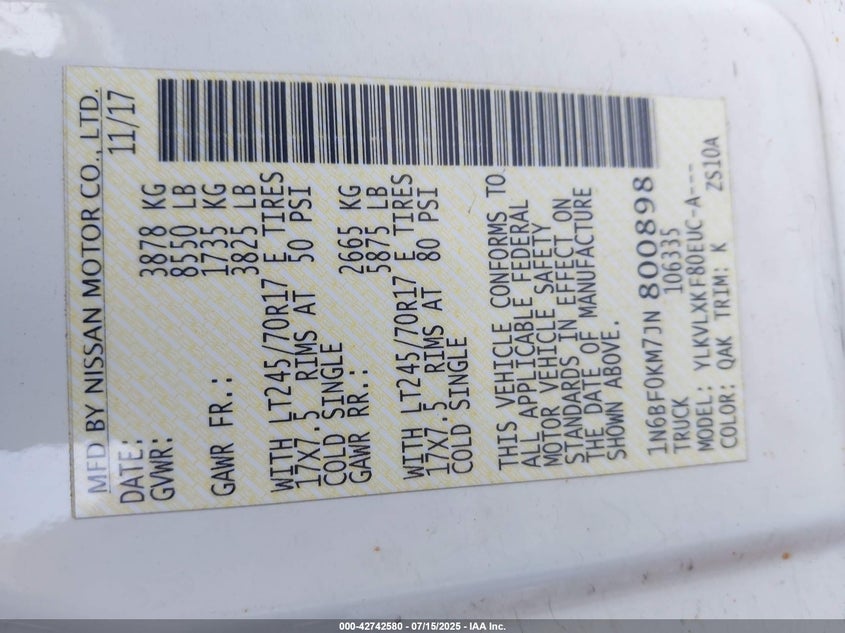 MFD BY NISSAN MOTOR CO., LTD.
DATE: 11/17
GVWR: 3878 KG
8550 LB
GAWR FR.: 1735 KG
3825 LB
WITH LT245/70R17 E TIRES
17X7.5 RIMS AT 50 PSI
COLD SINGLE
GAWR RR.: 2665 KG
5875 LB
WITH LT245/70R17 E TIRES
17X7.5 RIMS AT 80 PSI
COLD SINGLE
THIS VEHICLE CONFORMS TO
ALL APPLICABLE FEDERAL
MOTOR VEHICLE SAFETY
STANDARDS IN EFFECT ON
THE DATE OF MANUFACTURE
SHOWN ABOVE.
1N6BF0KM7JN800898
TRUCK 106335
MODEL: YLKVLXKF80EUC-A---
COLOR: QAK TRIM: K ZS10A
000-42742580 - 07/15/2025 - IAA Inc.